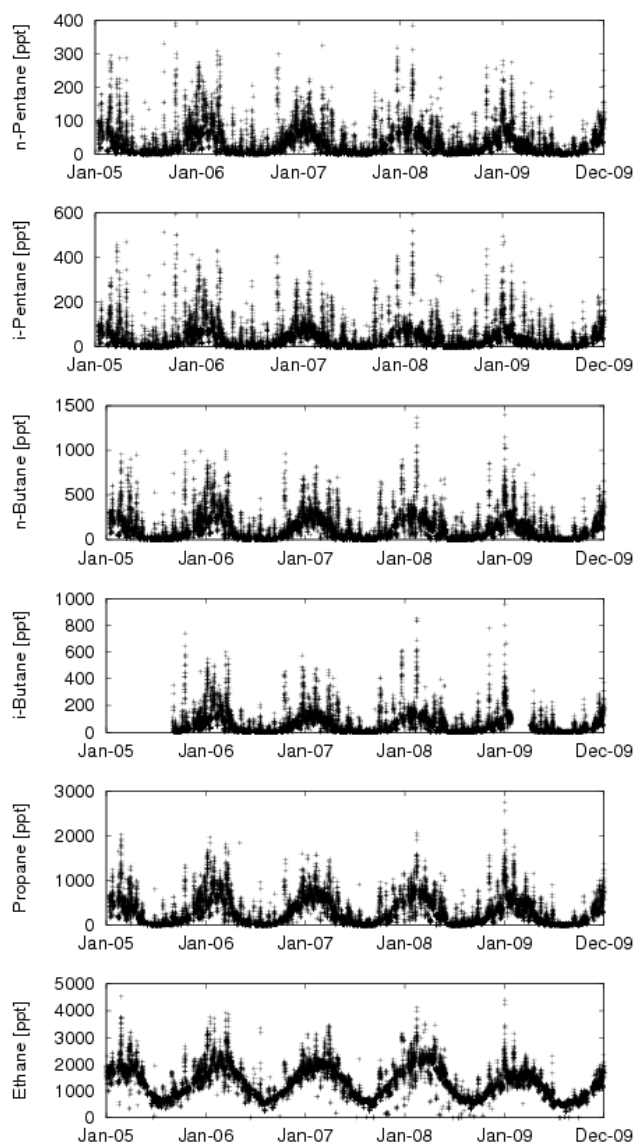 n-Pentane [ppt]
400
300
200
100
0
Jan-05 Jan-06 Jan-07 Jan-08 Jan-09 Dec-09
i-Pentane [ppt]
600
400
200
0
Jan-05 Jan-06 Jan-07 Jan-08 Jan-09 Dec-09
n-Butane [ppt]
1500
1000
500
0
Jan-05 Jan-06 Jan-07 Jan-08 Jan-09 Dec-09
i-Butane [ppt]
1000
800
600
400
200
0
Jan-05 Jan-06 Jan-07 Jan-08 Jan-09 Dec-09
Propane [ppt]
3000
2000
1000
0
Jan-05 Jan-06 Jan-07 Jan-08 Jan-09 Dec-09
Ethane [ppt]
5000
4000
3000
2000
1000
0
Jan-05 Jan-06 Jan-07 Jan-08 Jan-09 Dec-09